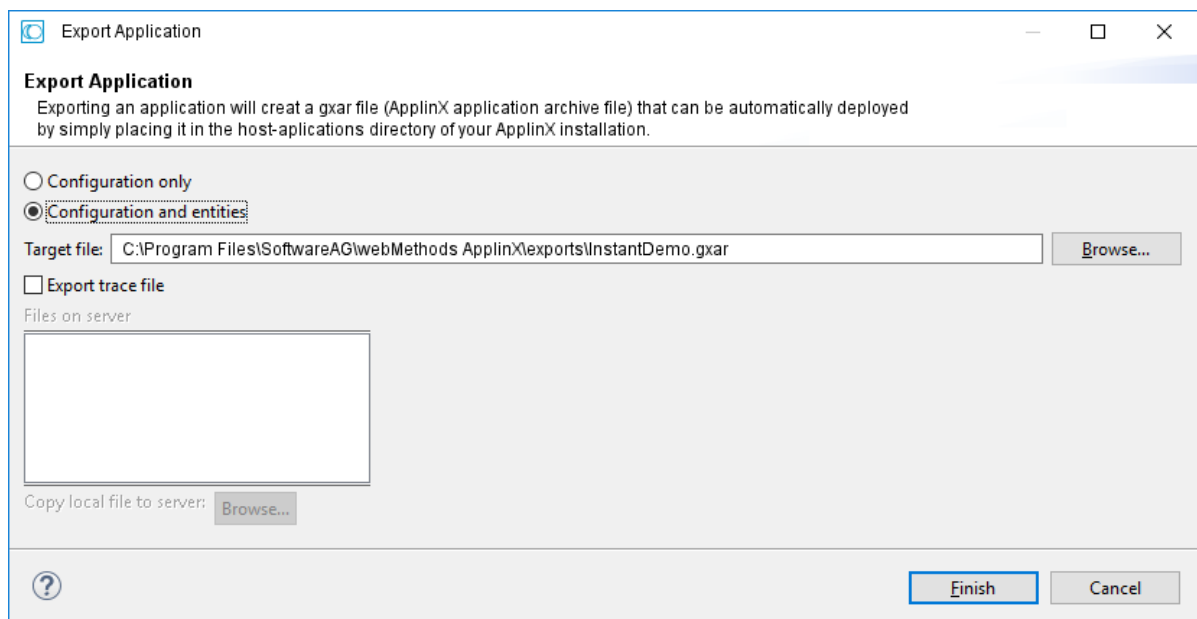 Export Application
Export Application
Exporting an application will creat a gxar file (ApplinX application archive file) that can be automatically deployed
by simply placing it in the host-aplications directory of your ApplinX installation.
Configuration only
Configuration and entities
Target file: C:\Program Files\SoftwareAG\webMethods ApplinX\exports\InstantDemo.gxar Browse...
Export trace file
Files on server
Copy local file to server: Browse...
? Finish Cancel